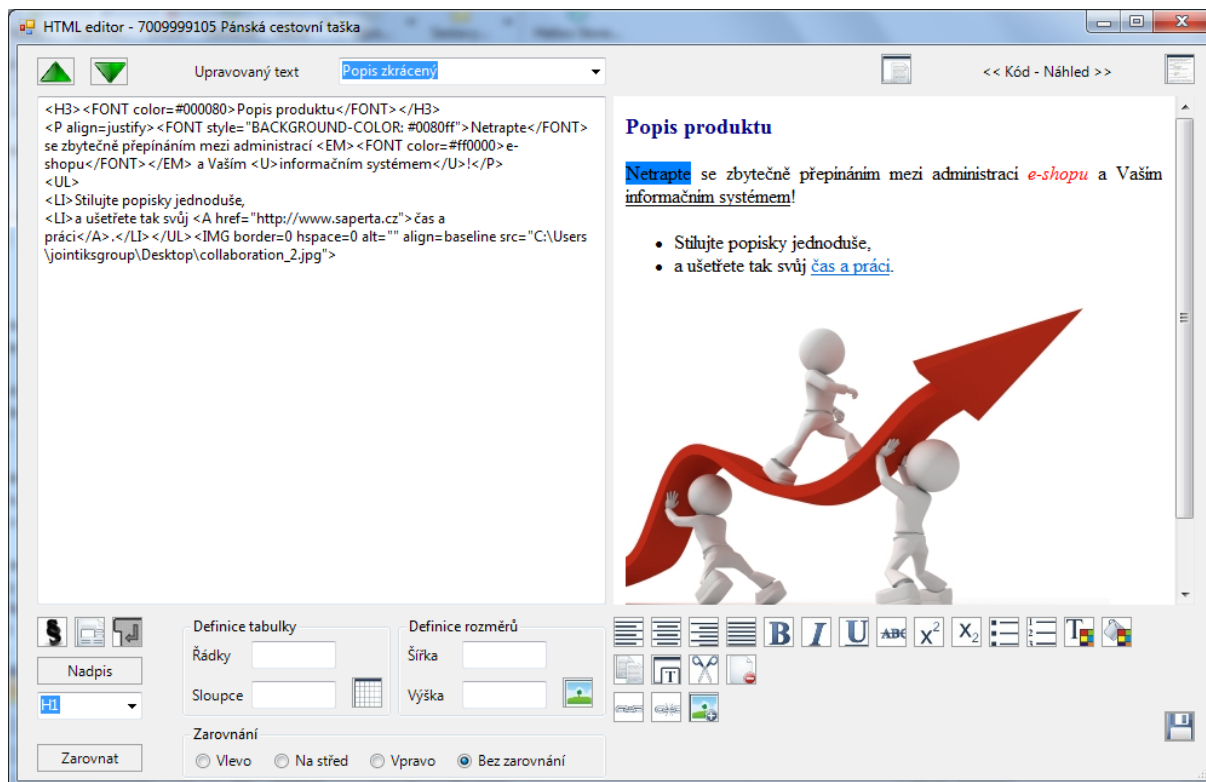 HTML editor - 7009999105 Pánská cestovní taška
Upravovaný text
Popis zkrácený
<< Kód - Náhled >>
<H3><FONT color=#000080>Popis produktu</FONT></H3>
<P align=justify><FONT style="BACKGROUND-COLOR: #0080ff">Netrapte</FONT>
se zbytečně přepínáním mezi administrací <EM><FONT color=#ff0000>e-
shopu</FONT></EM> a Vaším <U>informačním systémem</U>!</P>
<UL>
<LI>Stilujte popisky jednoduše,
<LI>a ušetřete tak svůj <A href="http://www.saperta.cz">čas a
práci</A>.</LI></UL><IMG border=0 hspace=0 alt="" align=baseline src="C:\Users
\jointiksgroup\Desktop\collaboration_2.jpg">
Popis produktu
Netrapte se zbytečně přepínáním mezi administrací e-shopu a Vaším
informačním systémem!
• Stilujte popisky jednoduše,
• a ušetřete tak svůj čas a práci.
§
Nadpis
H1
Zarovnat
Definice tabulky
Řádky
Sloupce
Definice rozměrů
Šířka
Výška
Zarovnání
Vlevo
Na střed
Vpravo
Bez zarovnání
B I U ABC x² X₂ T
T